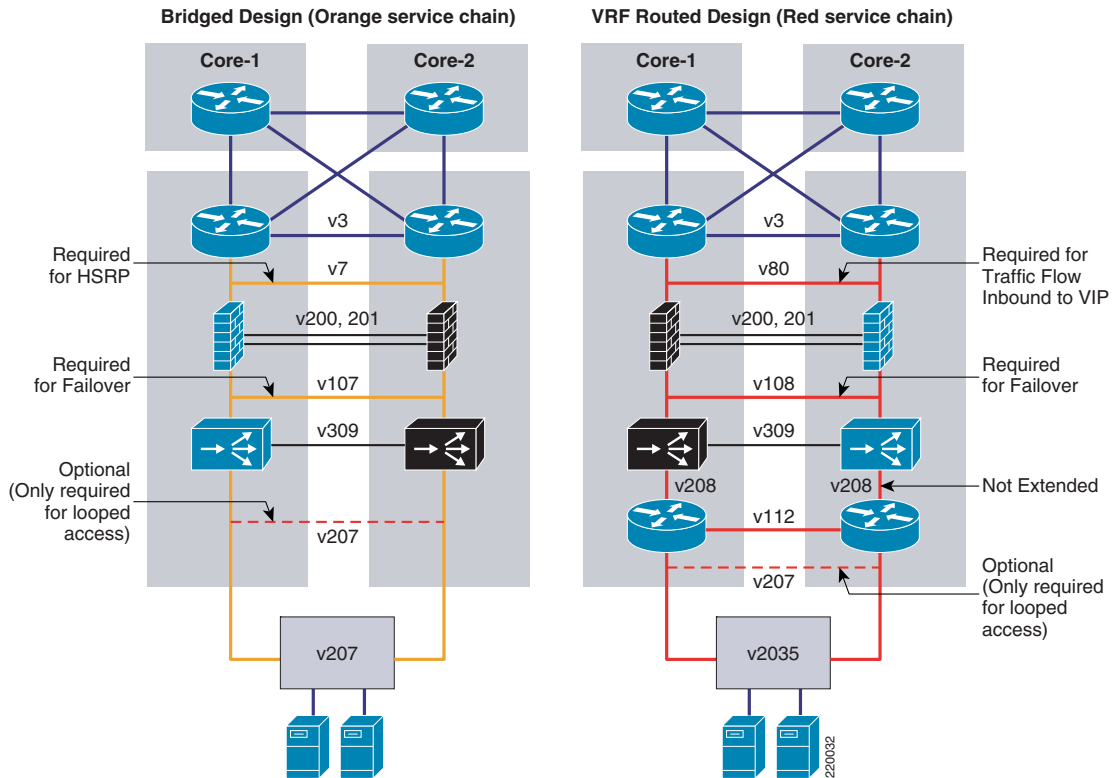 Bridged Design (Orange service chain)
Core-1
Core-2
v3
Required
for HSRP
v7
v200, 201
Required
for Failover
v107
v309
Optional
(Only required
for looped
access)
v207
v207
VRF Routed Design (Red service chain)
Core-1
Core-2
v3
v80
Required for
Traffic Flow
Inbound to VIP
v200, 201
v108
Required
for Failover
v309
v208
v208
Not Extended
v112
v207
Optional
(Only required
for looped
access)
v2035
220032